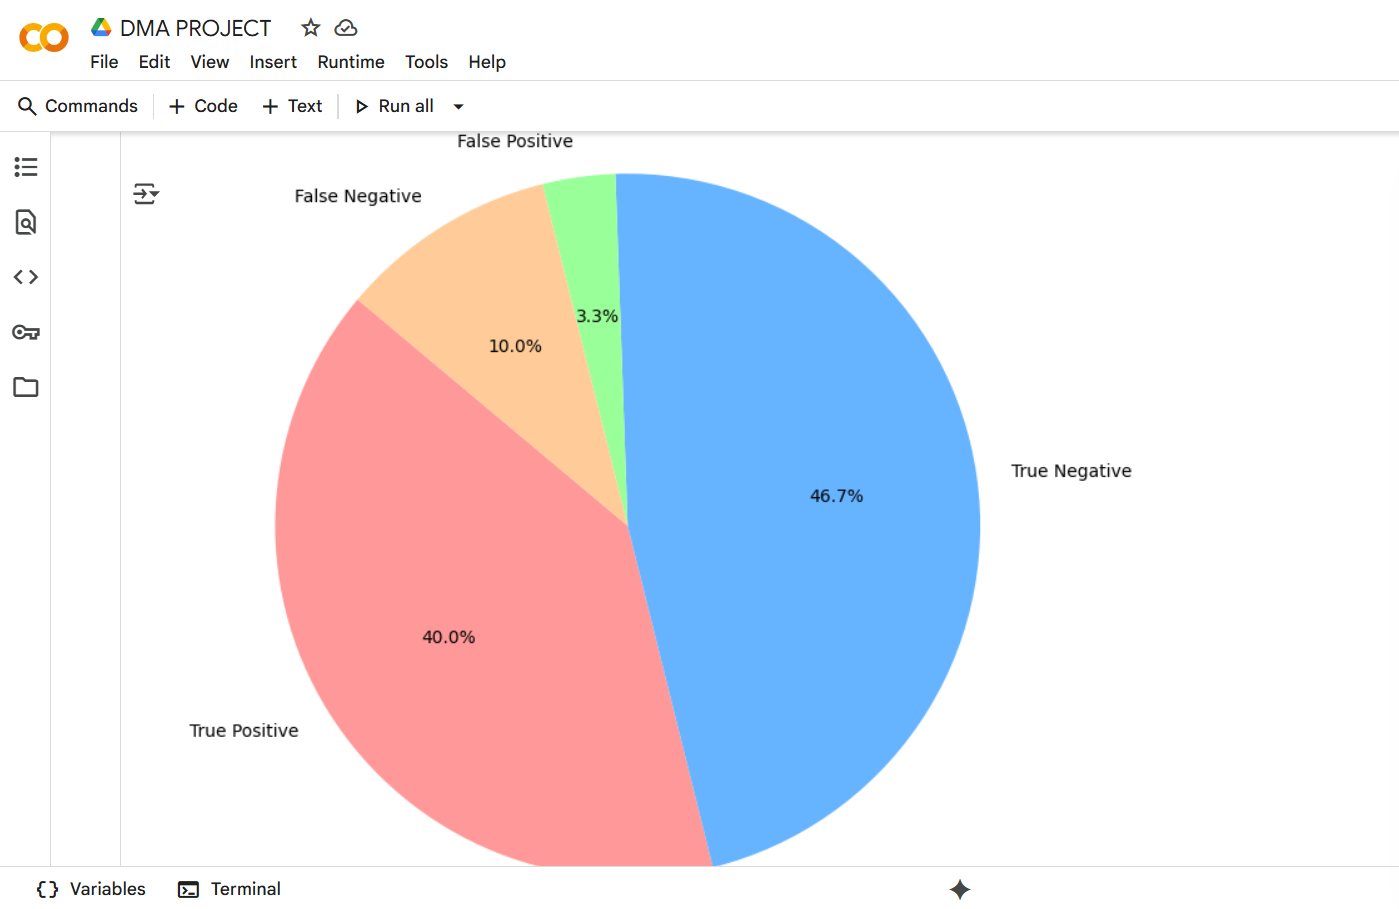 DMA PROJECT
File Edit View Insert Runtime Tools Help
Commands + Code + Text Run all
False Positive
False Negative
3.3%
10.0%
True Negative
46.7%
40.0%
True Positive
Variables Terminal